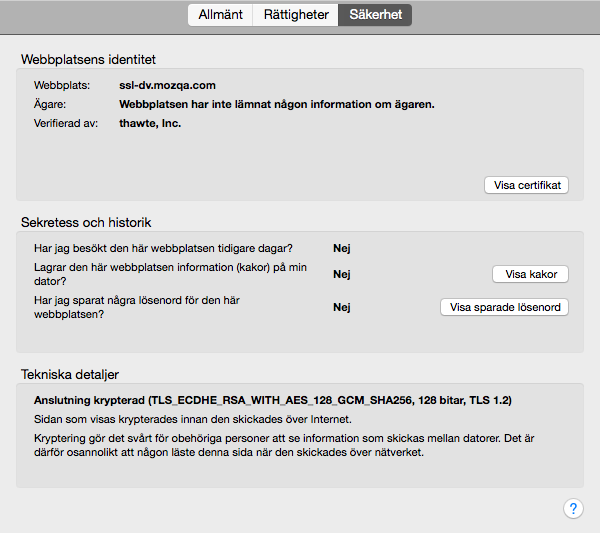 Allmänt Rättigheter Säkerhet
Webbplatsens identitet
Webbplats: ssl-dv.mozqa.com
Ägare: Webbplatsen har inte lämnat någon information om ägaren.
Verifierad av: thawte, Inc.
Visa certifikat
Sekretess och historik
Har jag besökt den här webbplatsen tidigare dagar? Nej
Lagrar den här webbplatsen information (kakor) på min
dator? Nej Visa kakor
Har jag sparat några lösenord för den här
webbplatsen? Nej Visa sparade lösenord
Tekniska detaljer
Anslutning krypterad (TLS_ECDHE_RSA_WITH_AES_128_GCM_SHA256, 128 bitar, TLS 1.2)
Sidan som visas krypterades innan den skickades över Internet.
Kryptering gör det svårt för obehöriga personer att se information som skickas mellan datorer. Det är
därför osannolikt att någon läste denna sida när den skickades över nätverket.
?